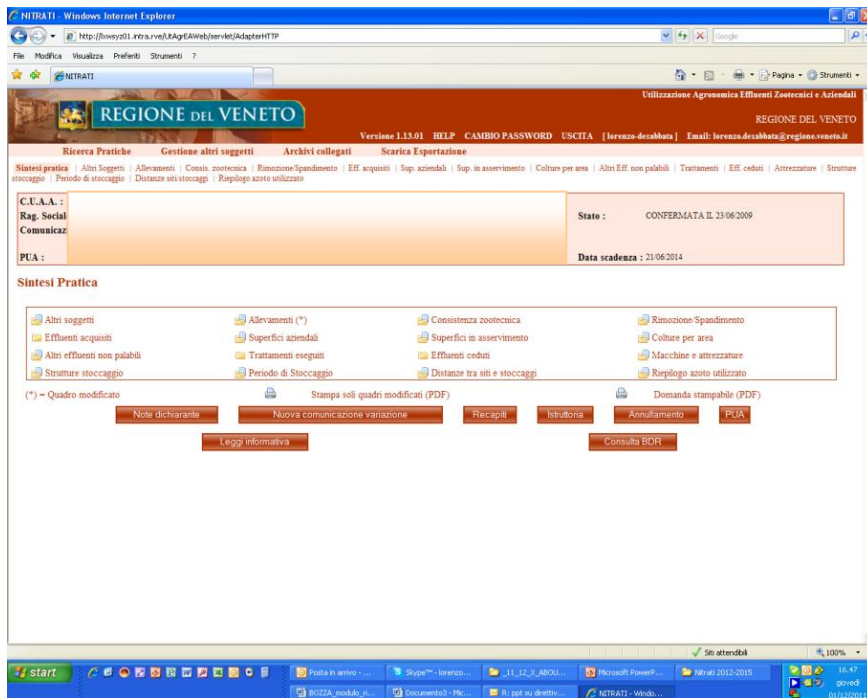 NITRATI - Windows Internet Explorer
http://bwsyz01.intra.rve/UtAgrEAWeb/servlet/AdapterHTTP
Google
File Modifica Visualizza Preferiti Strumenti ?
NITRATI
Pagina Strumenti
Utilizzazione Agronomica Effluenti Zootecnici e Aziendali
REGIONE DEL VENETO
REGIONE DEL VENETO
Versione 1.13.01 HELP CAMBIO PASSWORD USCITA [lorenzo-desabbata] Email: lorenzo.desabbata@regione.veneto.it
Ricerca Pratiche Gestione altri soggetti Archivi collegati Scarica Esportazione
Sintesi pratica | Altri Soggetti | Allevamenti | Consis. zootecnica | Rimozione/Spandimento | Eff. acquisiti | Sup. aziendali | Sup. in asservimento | Colture per area | Altri Eff. non palabili | Trattamenti | Eff. ceduti | Attrezzature | Strutture
stoccaggio | Periodo di stoccaggio | Distanze siti/stoccaggi | Riepilogo azoto utilizzato
C.U.A.A. :
Rag. Social
Stato : CONFERMATA IL 23/06/2009
Comunicaz
PUA :
Data scadenza : 21/06/2014
Sintesi Pratica
Altri soggetti Allevamenti (*) Consistenza zootecnica Rimozione/Spandimento
Effluenti acquisiti Superfici aziendali Superfici in asservimento Colture per area
Altri effluenti non palabili Trattamenti eseguiti Effluenti ceduti Macchine e attrezzature
Strutture stoccaggio Periodo di Stoccaggio Distanze tra siti e stoccaggi Riepilogo azoto utilizzato
(*) = Quadro modificato Stampa soli quadri modificati (PDF) Domanda stampabile (PDF)
Note dichiarante Nuova comunicazione variazione Recapiti Istruttoria Annullamento PUA
Leggi informativa Consulta BDR
Siti attendibili 100%
start Posta in arrivo - ... Skype™ - lorenzo... _11_12_X_ABOU... Microsoft PowerP... Nitrati 2012-2015 16.47
giovedì
BOZZA_modulo_ri... Documento3 - Mic... R: ppt su direttiv... NITRATI - Windo... 01/12/2011